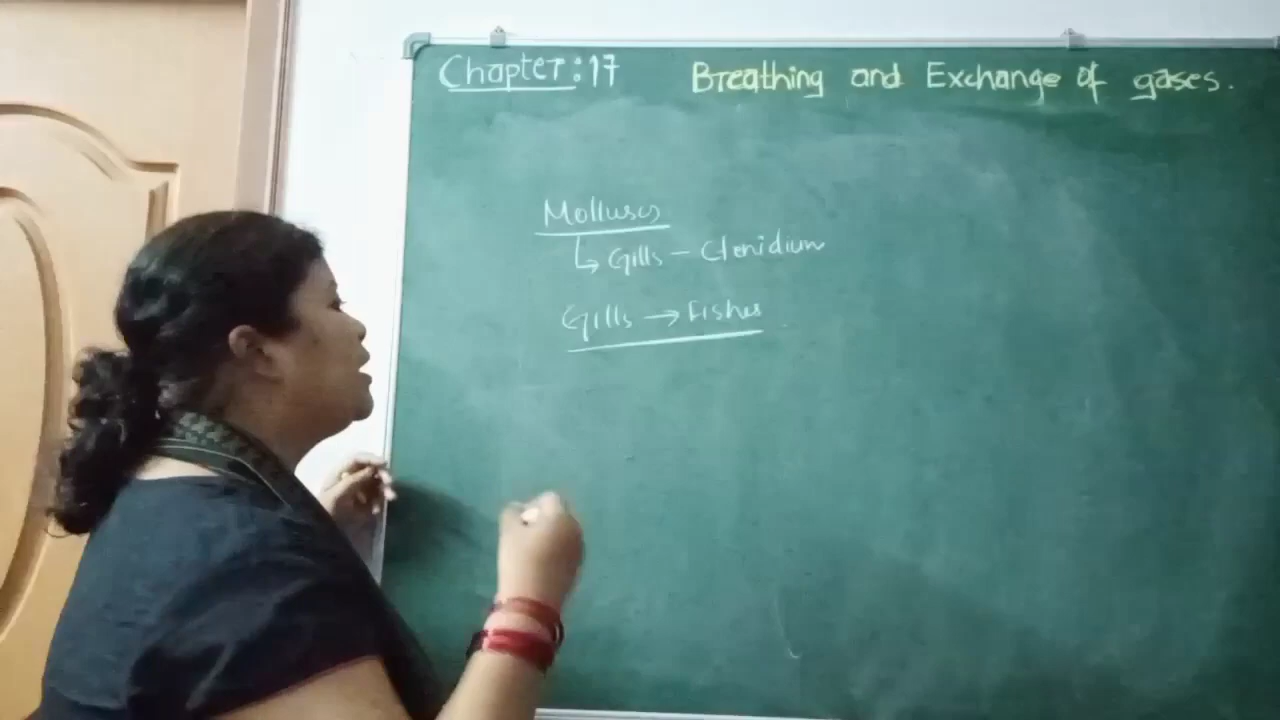 Chapter:17 Breathing and Exchange of gases.
Molluscs
↳ Gills – Ctenidium
Gills → Fishes